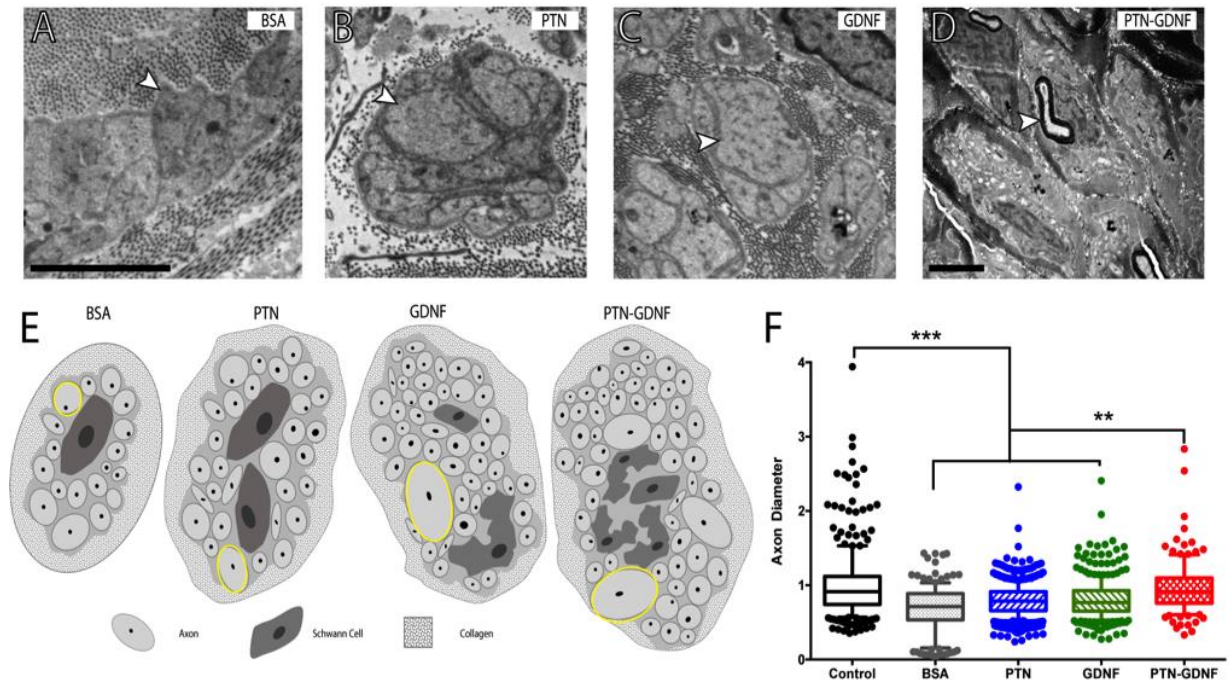 A BSA
B PTN
C GDNF
D PTN-GDNF
E
BSA PTN GDNF PTN-GDNF
Axon Schwann Cell Collagen
F
***
**
Axon Diameter
4
3
2
1
0
Control BSA PTN GDNF PTN-GDNF